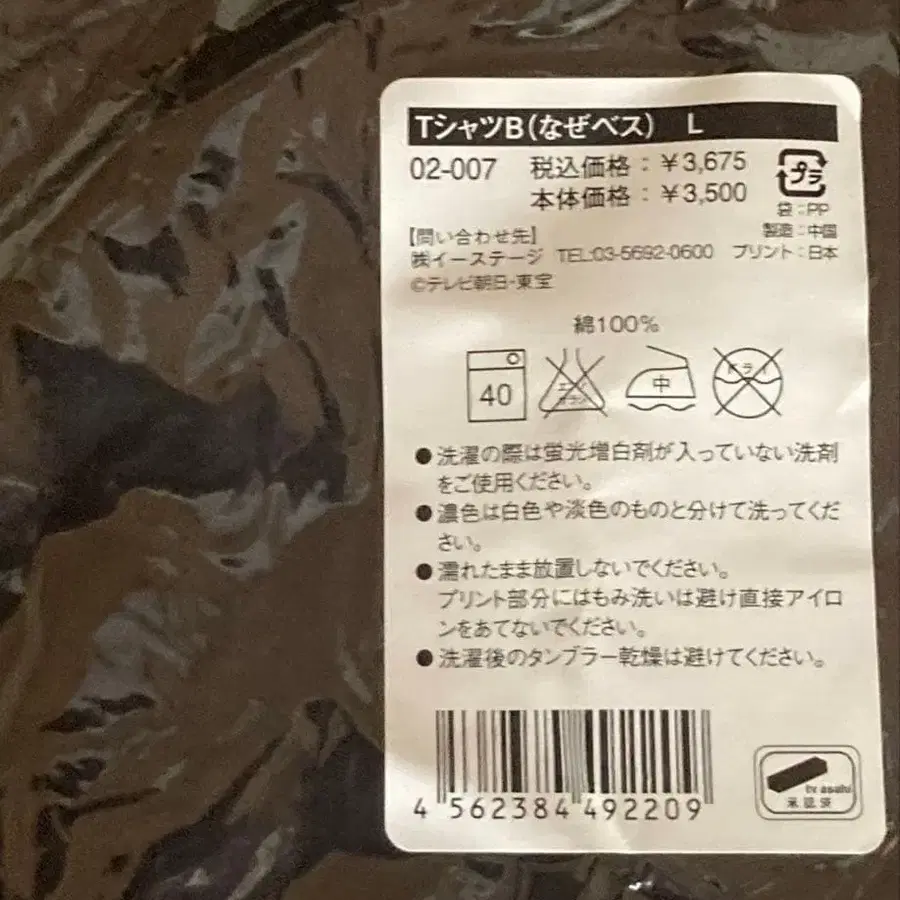 TシャツB(なぜベス) L
02-007 税込価格：￥3,675
本体価格：￥3,500
プラ
袋：PP
製造：中国
プリント：日本
【問い合わせ先】
㈱イーステージ TEL:03-5692-0600
©テレビ朝日・東宝
綿100%
40
エンソサラシ
中
ドライ
●洗濯の際は蛍光増白剤が入っていない洗剤
をご使用ください。
●濃色は白色や淡色のものと分けて洗ってくだ
さい。
●濡れたまま放置しないでください。
プリント部分にはもみ洗いは避け直接アイロ
ンをあてないでください。
●洗濯後のタンブラー乾燥は避けてください。
4 562384 492209
tv asahi
承認済